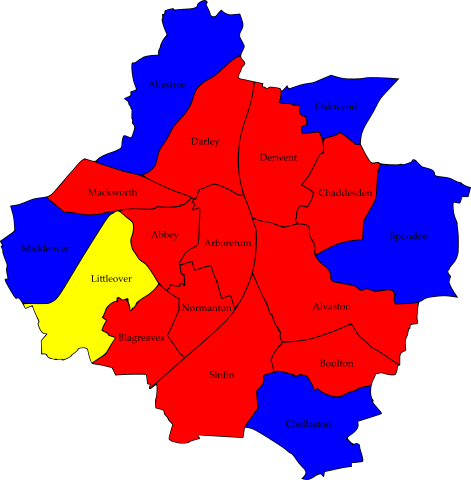 Allestree
Oakwood
Darley
Derwent
Mackworth
Chaddesden
Abbey
Arboretum
Spondon
Mickleover
Littleover
Normanton
Alvaston
Blagreaves
Boulton
Sinfin
Chellaston